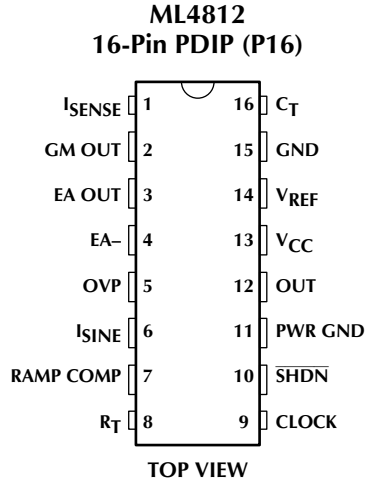 ML4812
16-Pin PDIP (P16)
ISENSE 1 16 CT
GM OUT 2 15 GND
EA OUT 3 14 VREF
EA– 4 13 VCC
OVP 5 12 OUT
ISINE 6 11 PWR GND
RAMP COMP 7 10 SHDN
RT 8 9 CLOCK
TOP VIEW